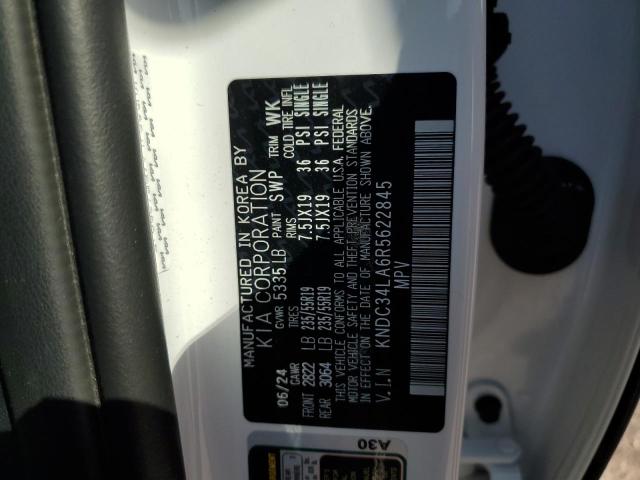 MANUFACTURED IN KOREA BY
KIA CORPORATION
06/24 GVWR 5335 LB PAINT SWP TRIM WK
GAWR RIMS COLD TIRE INFL
FRONT 2822 LB 235/55R19 7.5JX19 36 PSI SINGLE
REAR 3064 LB 235/55R19 7.5JX19 36 PSI SINGLE
THIS VEHICLE CONFORMS TO ALL APPLICABLE U.S.A. FEDERAL
MOTOR VEHICLE SAFETY AND THEFT PREVENTION STANDARDS
IN EFFECT ON THE DATE OF MANUFACTURE SHOWN ABOVE.
V.I.N KNDC34LA6R5622845
MPV
A30